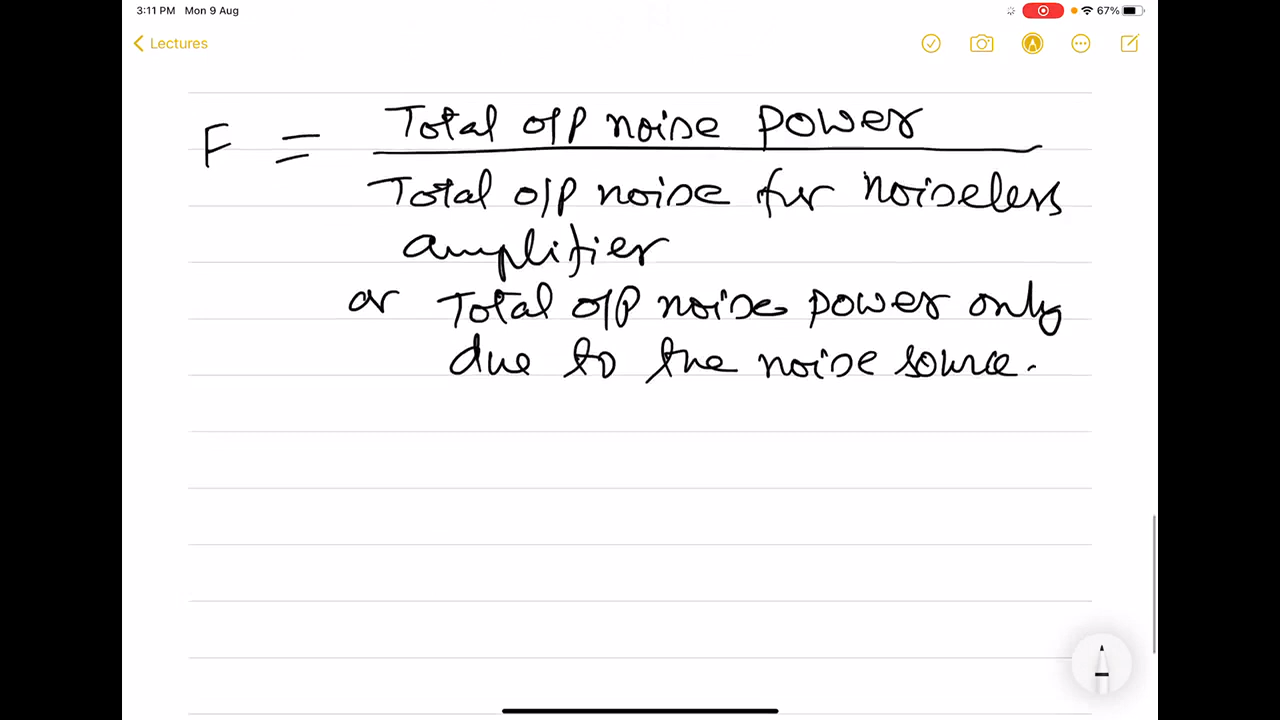 3:11 PM Mon 9 Aug 67%
Lectures
F = Total o/p noise power
Total o/p noise for noiseless
amplifier
or Total o/p noise power only
due to the noise source.